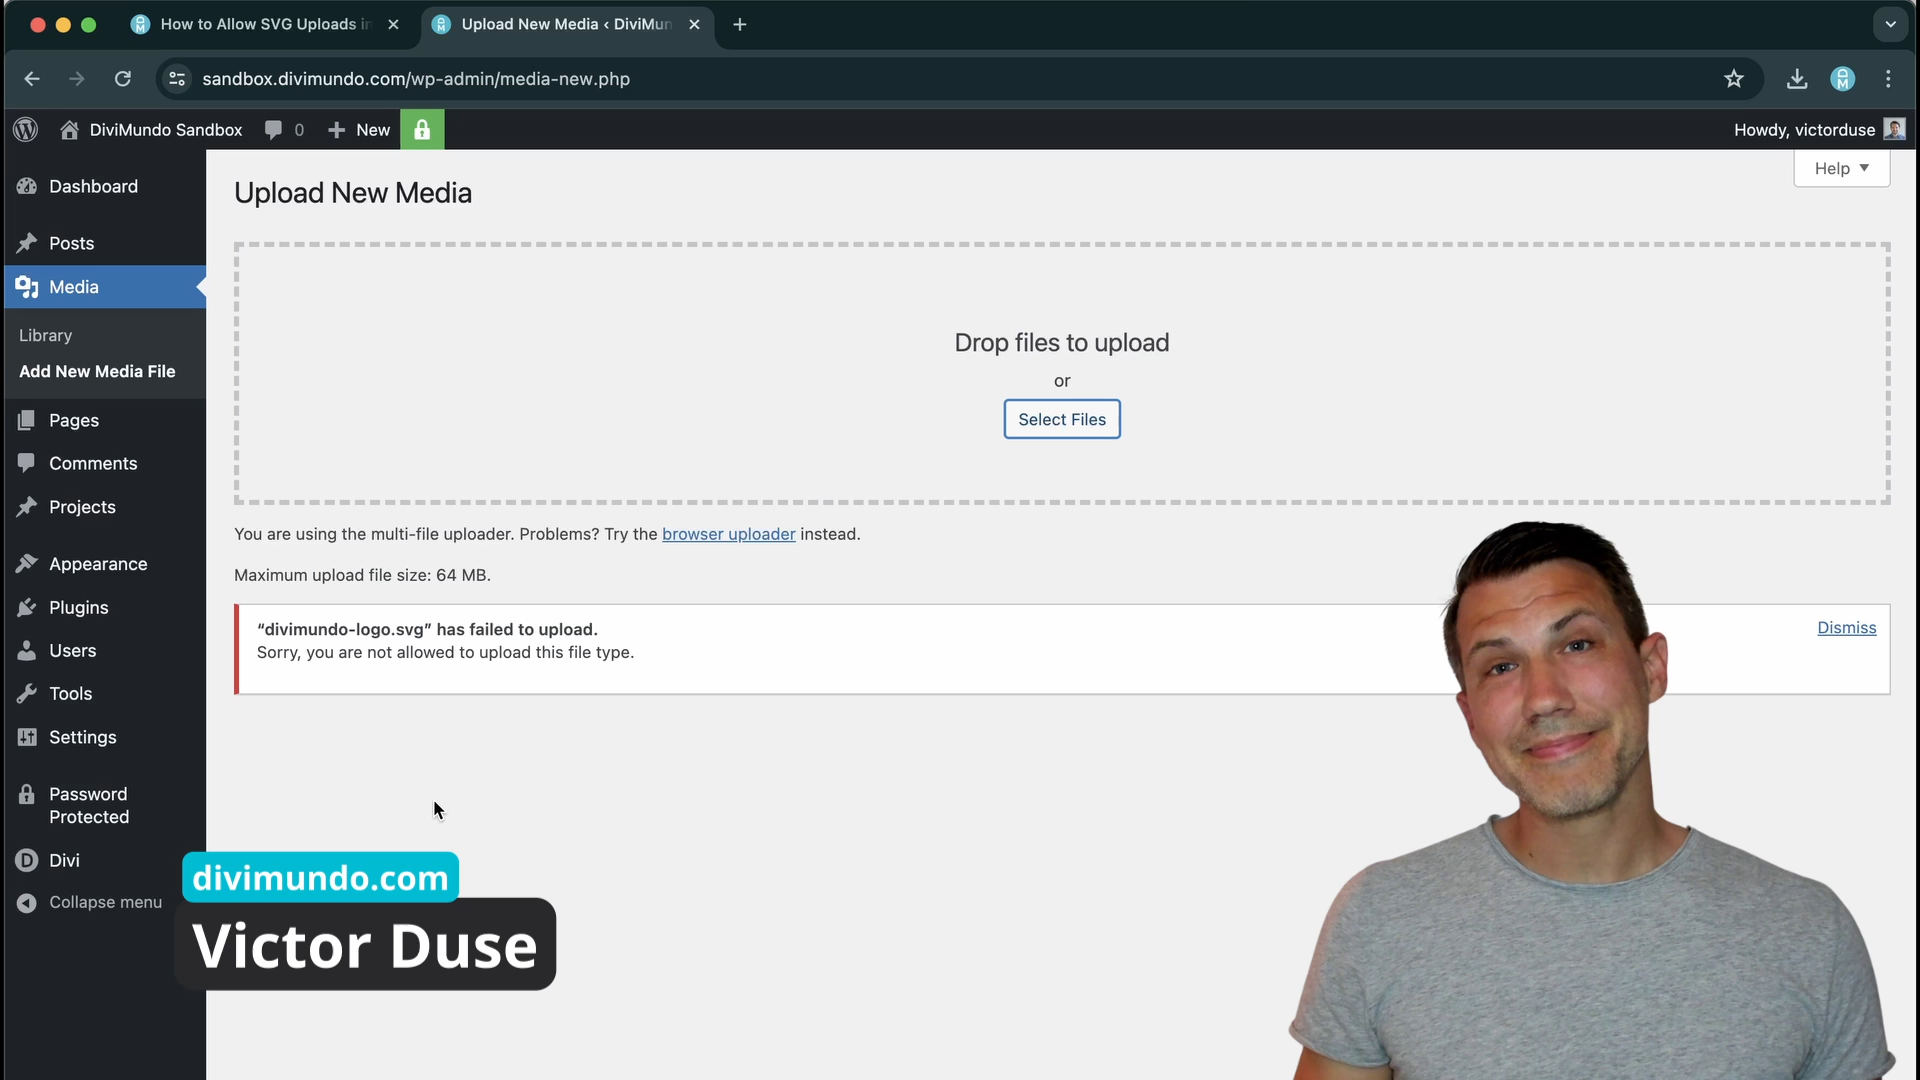 How to Allow SVG Uploads in
Upload New Media ‹ DiviMun
sandbox.divimundo.com/wp-admin/media-new.php
DiviMundo Sandbox
0
New
Howdy, victorduse
Dashboard
Posts
Media
Library
Add New Media File
Pages
Comments
Projects
Appearance
Plugins
Users
Tools
Settings
Password
Protected
Divi
Collapse menu
Help
Upload New Media
Drop files to upload
or
Select Files
You are using the multi-file uploader. Problems? Try the browser uploader instead.
Maximum upload file size: 64 MB.
“divimundo-logo.svg” has failed to upload.
Dismiss
Sorry, you are not allowed to upload this file type.
divimundo.com
Victor Duse